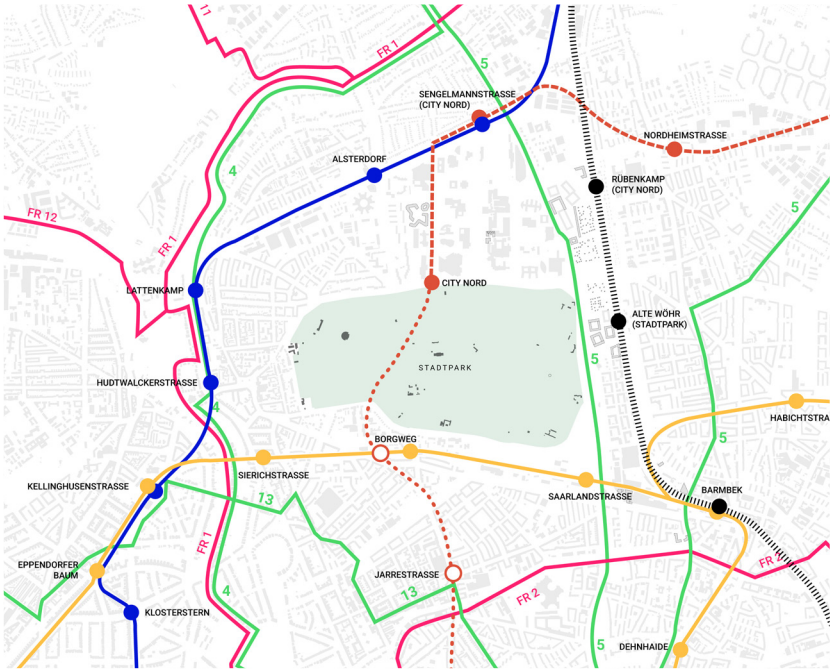 11
FR 1
5
SENGELMANNSTRASSE
(CITY NORD)
NORDHEIMSTRASSE
ALSTERDORF
4
RÜBENKAMP
(CITY NORD)
5
FR 12
FR 1
LATTENKAMP
CITY NORD
ALTE WÖHR
(STADTPARK)
STADTPARK
5
HUDTWALCKERSTRASSE
4
HABICHTSTRA
BORGWEG
5
SIERICHSTRASSE
KELLINGHUSENSTRASSE
13
SAARLANDSTRASSE
BARMBEK
FR 1
EPPENDORFER
BAUM
JARRESTRASSE
FR 2
4
13
FR 2
KLOSTERSTERN
5
DEHNHAIDE